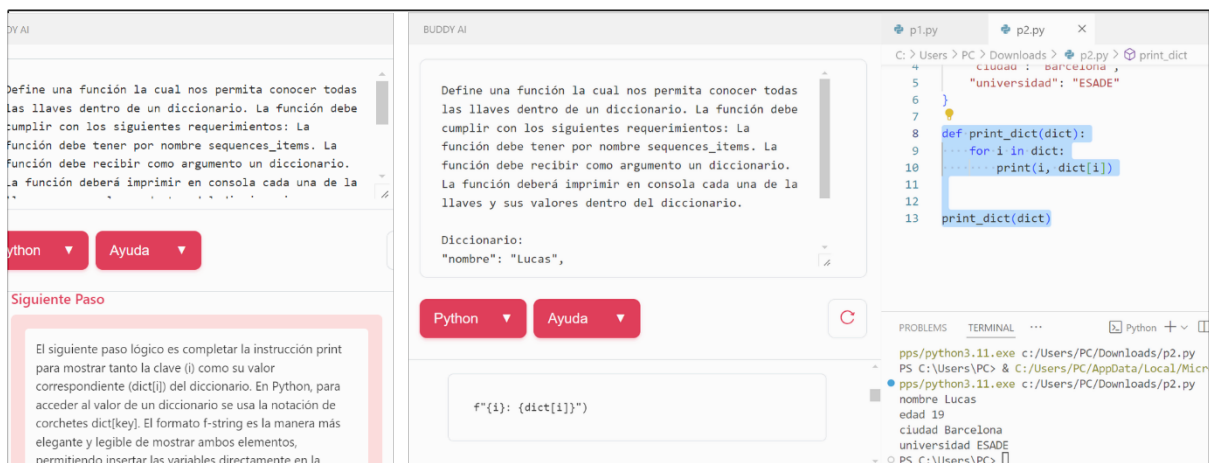 DY AI
Define una función la cual nos permita conocer todas
las llaves dentro de un diccionario. La función debe
cumplir con los siguientes requerimientos: La
función debe tener por nombre sequences_items. La
función debe recibir como argumento un diccionario.
La función deberá imprimir en consola cada una de la
ython ▼
Ayuda ▼
Siguiente Paso
El siguiente paso lógico es completar la instrucción print
para mostrar tanto la clave (i) como su valor
correspondiente (dict[i]) del diccionario. En Python, para
acceder al valor de un diccionario se usa la notación de
corchetes dict[key]. El formato f-string es la manera más
elegante y legible de mostrar ambos elementos,
permitiendo insertar las variables directamente en la
BUDDY AI
Define una función la cual nos permita conocer todas
las llaves dentro de un diccionario. La función debe
cumplir con los siguientes requerimientos: La
función debe tener por nombre sequences_items. La
función debe recibir como argumento un diccionario.
La función deberá imprimir en consola cada una de la
llaves y sus valores dentro del diccionario.
Diccionario:
"nombre": "Lucas",
Python ▼
Ayuda ▼
f"{i}: {dict[i]}")
p1.py
p2.py ×
C: > Users > PC > Downloads > p2.py > print_dict
4 "ciudad": "Barcelona",
5 "universidad": "ESADE"
6 }
7
8 def print_dict(dict):
9 for i in dict:
10 print(i, dict[i])
11
12
13 print_dict(dict)
PROBLEMS TERMINAL ··· Python
pps/python3.11.exe c:/Users/PC/Downloads/p2.py
PS C:\Users\PC> & C:/Users/PC/AppData/Local/Micr
pps/python3.11.exe c:/Users/PC/Downloads/p2.py
nombre Lucas
edad 19
ciudad Barcelona
universidad ESADE
PS C:\Users\PC>